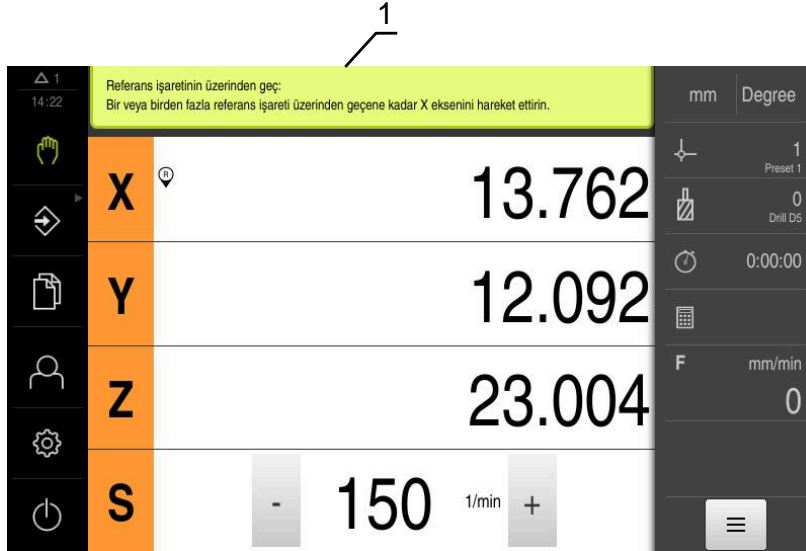 1
1
14:22
Referans işaretinin üzerinden geç:
Bir veya birden fazla referans işareti üzerinden geçene kadar X eksenini hareket ettirin.
mm Degree
X R 13.762
1
Preset 1
0
Drill D5
Y 12.092
0:00:00
Z 23.004
F mm/min
0
S - 150 1/min +